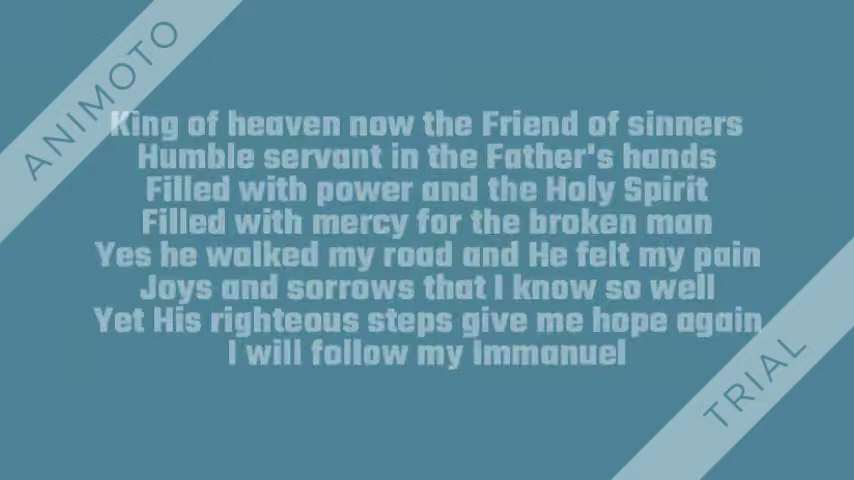 ANIMOTO
King of heaven now the Friend of sinners
Humble servant in the Father's hands
Filled with power and the Holy Spirit
Filled with mercy for the broken man
Yes he walked my road and He felt my pain
Joys and sorrows that I know so well
Yet His righteous steps give me hope again
I will follow my Immanuel
TRIAL